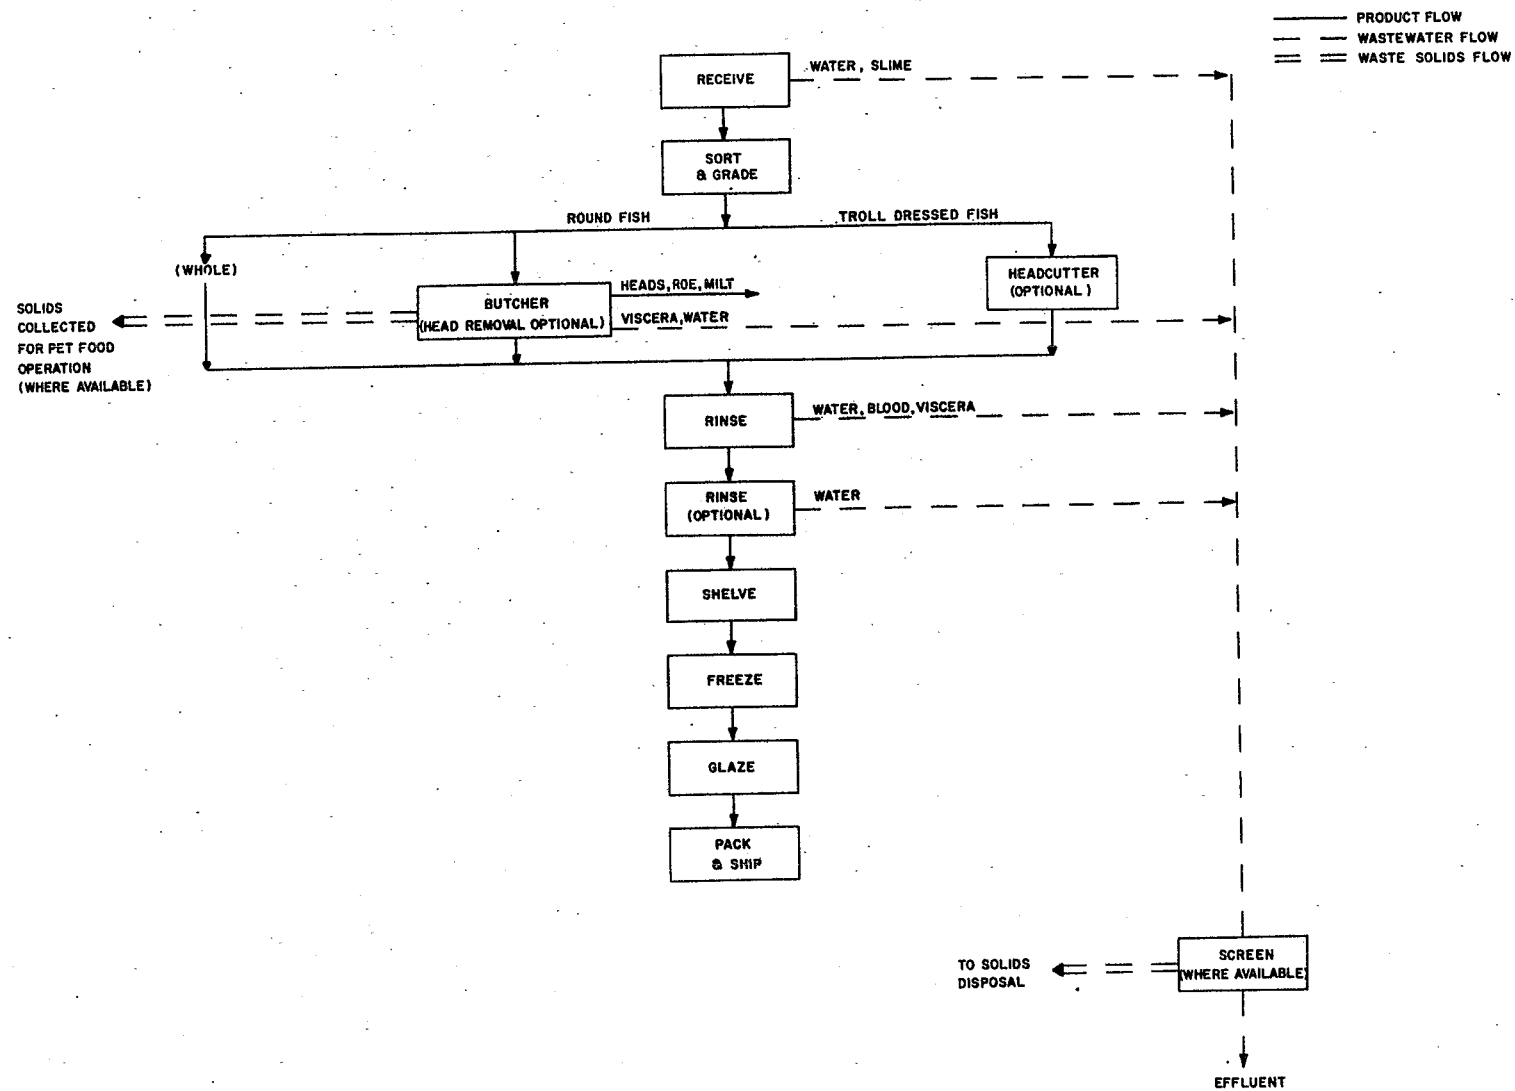 PRODUCT FLOW
WASTEWATER FLOW
WASTE SOLIDS FLOW
RECEIVE
WATER, SLIME
SORT
& GRADE
ROUND FISH
TROLL DRESSED FISH
(WHOLE)
HEADCUTTER
(OPTIONAL)
BUTCHER
(HEAD REMOVAL OPTIONAL)
HEADS, ROE, MILT
VISCERA, WATER
SOLIDS
COLLECTED
FOR PET FOOD
OPERATION
(WHERE AVAILABLE)
RINSE
WATER, BLOOD, VISCERA
RINSE
(OPTIONAL)
WATER
SHELVE
FREEZE
GLAZE
PACK
& SHIP
SCREEN
(WHERE AVAILABLE)
TO SOLIDS
DISPOSAL
EFFLUENT